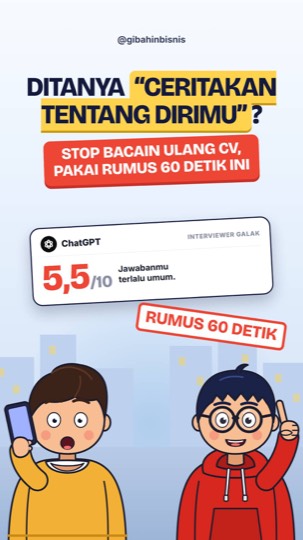 @gibahinbisnis
DITANYA "CERITAKAN
TENTANG DIRIMU" ?
STOP BACAIN ULANG CV,
PAKAI RUMUS 60 DETIK INI
ChatGPT
INTERVIEWER GALAK
5,5/10
Jawabanmu
terlalu umum.
RUMUS 60 DETIK